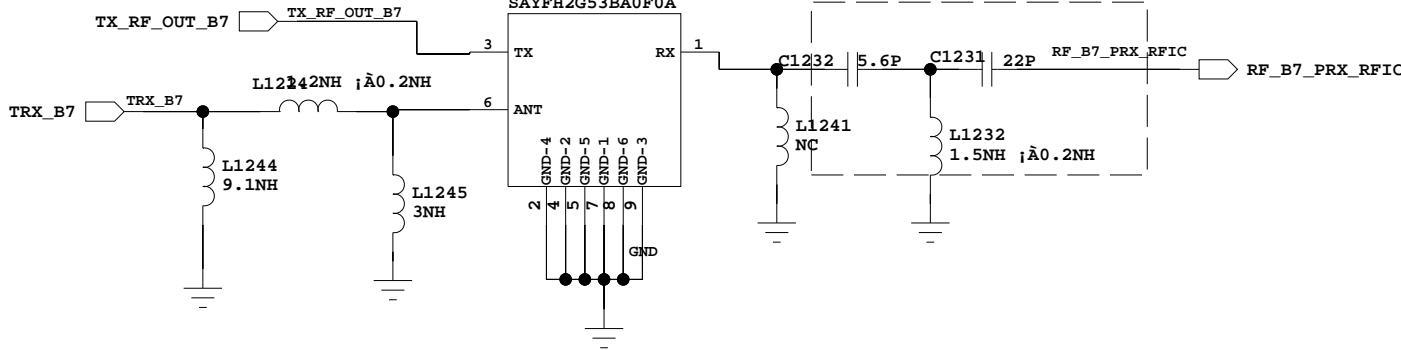 SAYFH2G53BA0F0A
TX_RF_OUT_B7
TX_RF_OUT_B7
3
TX
RX
1
C1232
5.6P
C1231
22P
RF_B7_PRX_RFIC
RF_B7_PRX_RFIC
¡À0.2NH
TRX_B7
TRX_B7
6
ANT
L1244
9.1NH
L1245
3NH
GND-4
GND-2
GND-5
GND-1
GND-6
GND-3
2
4
5
7
8
9
GND
L1241
NC
L1232
1.5NH ¡À0.2NH